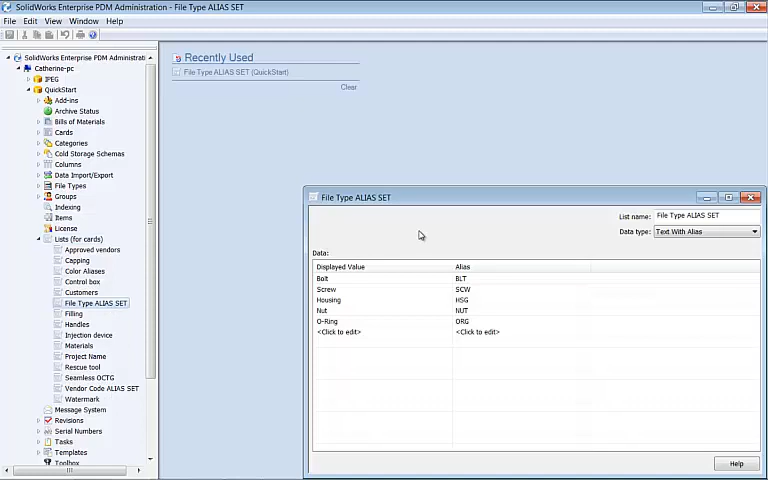 SolidWorks Enterprise PDM Administration - File Type ALIAS SET
File Edit View Window Help
SolidWorks Enterprise PDM Administrati
Catherine-pc
JPEG
QuickStart
Add-ins
Archive Status
Bills of Materials
Cards
Categories
Cold Storage Schemas
Columns
Data Import/Export
File Types
Groups
Indexing
Items
License
Lists (for cards)
Approved vendors
Capping
Color Aliases
Control box
Customers
File Type ALIAS SET
Filling
Handles
Injection device
Materials
Project Name
Rescue tool
Seamless OCTG
Vendor Code ALIAS SET
Watermark
Message System
Revisions
Serial Numbers
Tasks
Templates
Toolbox
Recently Used
File Type ALIAS SET (QuickStart)
Clear
File Type ALIAS SET
List name: File Type ALIAS SET
Data type: Text With Alias
Data:
Displayed Value Alias
Bolt BLT
Screw SCW
Housing HSG
Nut NUT
O-Ring ORG
<Click to edit> <Click to edit>
Help